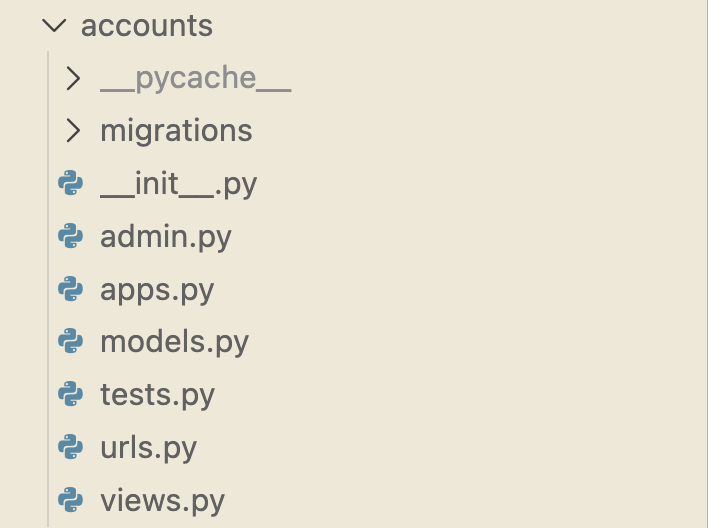 accounts
__pycache__
migrations
__init__.py
admin.py
apps.py
models.py
tests.py
urls.py
views.py